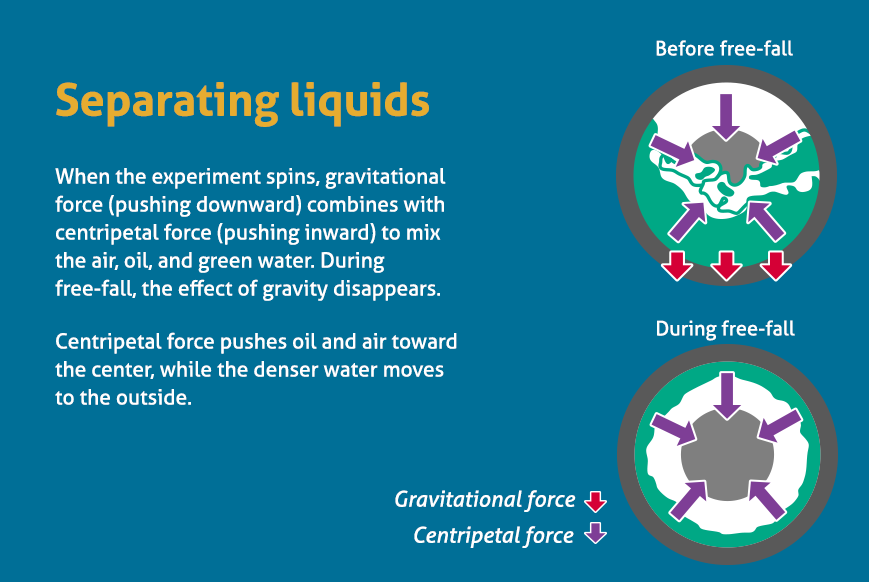 Separating liquids
When the experiment spins, gravitational
force (pushing downward) combines with
centripetal force (pushing inward) to mix
the air, oil, and green water. During
free-fall, the effect of gravity disappears.
Centripetal force pushes oil and air toward
the center, while the denser water moves
to the outside.
Before free-fall
During free-fall
Gravitational force
Centripetal force